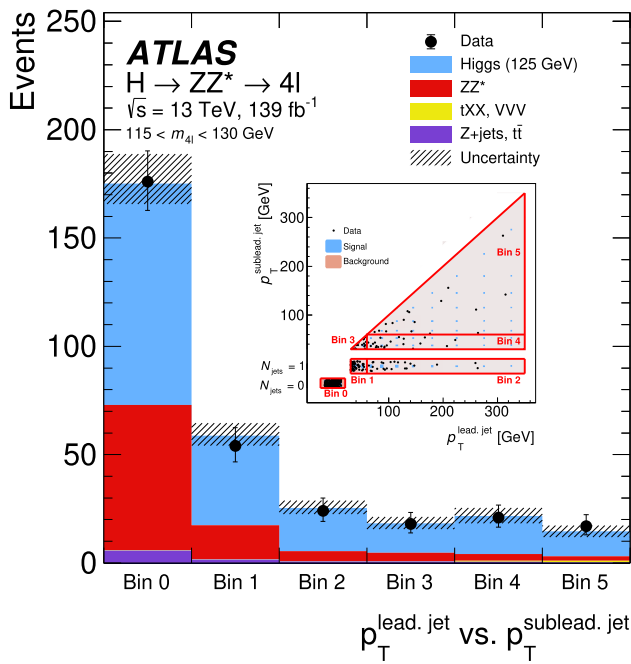 Events
250
200
150
100
50
0
ATLAS
H → ZZ* → 4l
√s = 13 TeV, 139 fb⁻¹
115 < m₄ₗ < 130 GeV
Data
Higgs (125 GeV)
ZZ*
tXX, VVV
Z+jets, tt̄
Uncertainty
p_T^sublead. jet [GeV]
300
200
100
N_jets = 1
N_jets = 0
Data
Signal
Background
Bin 5
Bin 3
Bin 4
Bin 1
Bin 2
Bin 0
100 200 300
p_T^lead. jet [GeV]
Bin 0 Bin 1 Bin 2 Bin 3 Bin 4 Bin 5
p_T^lead. jet vs. p_T^sublead. jet